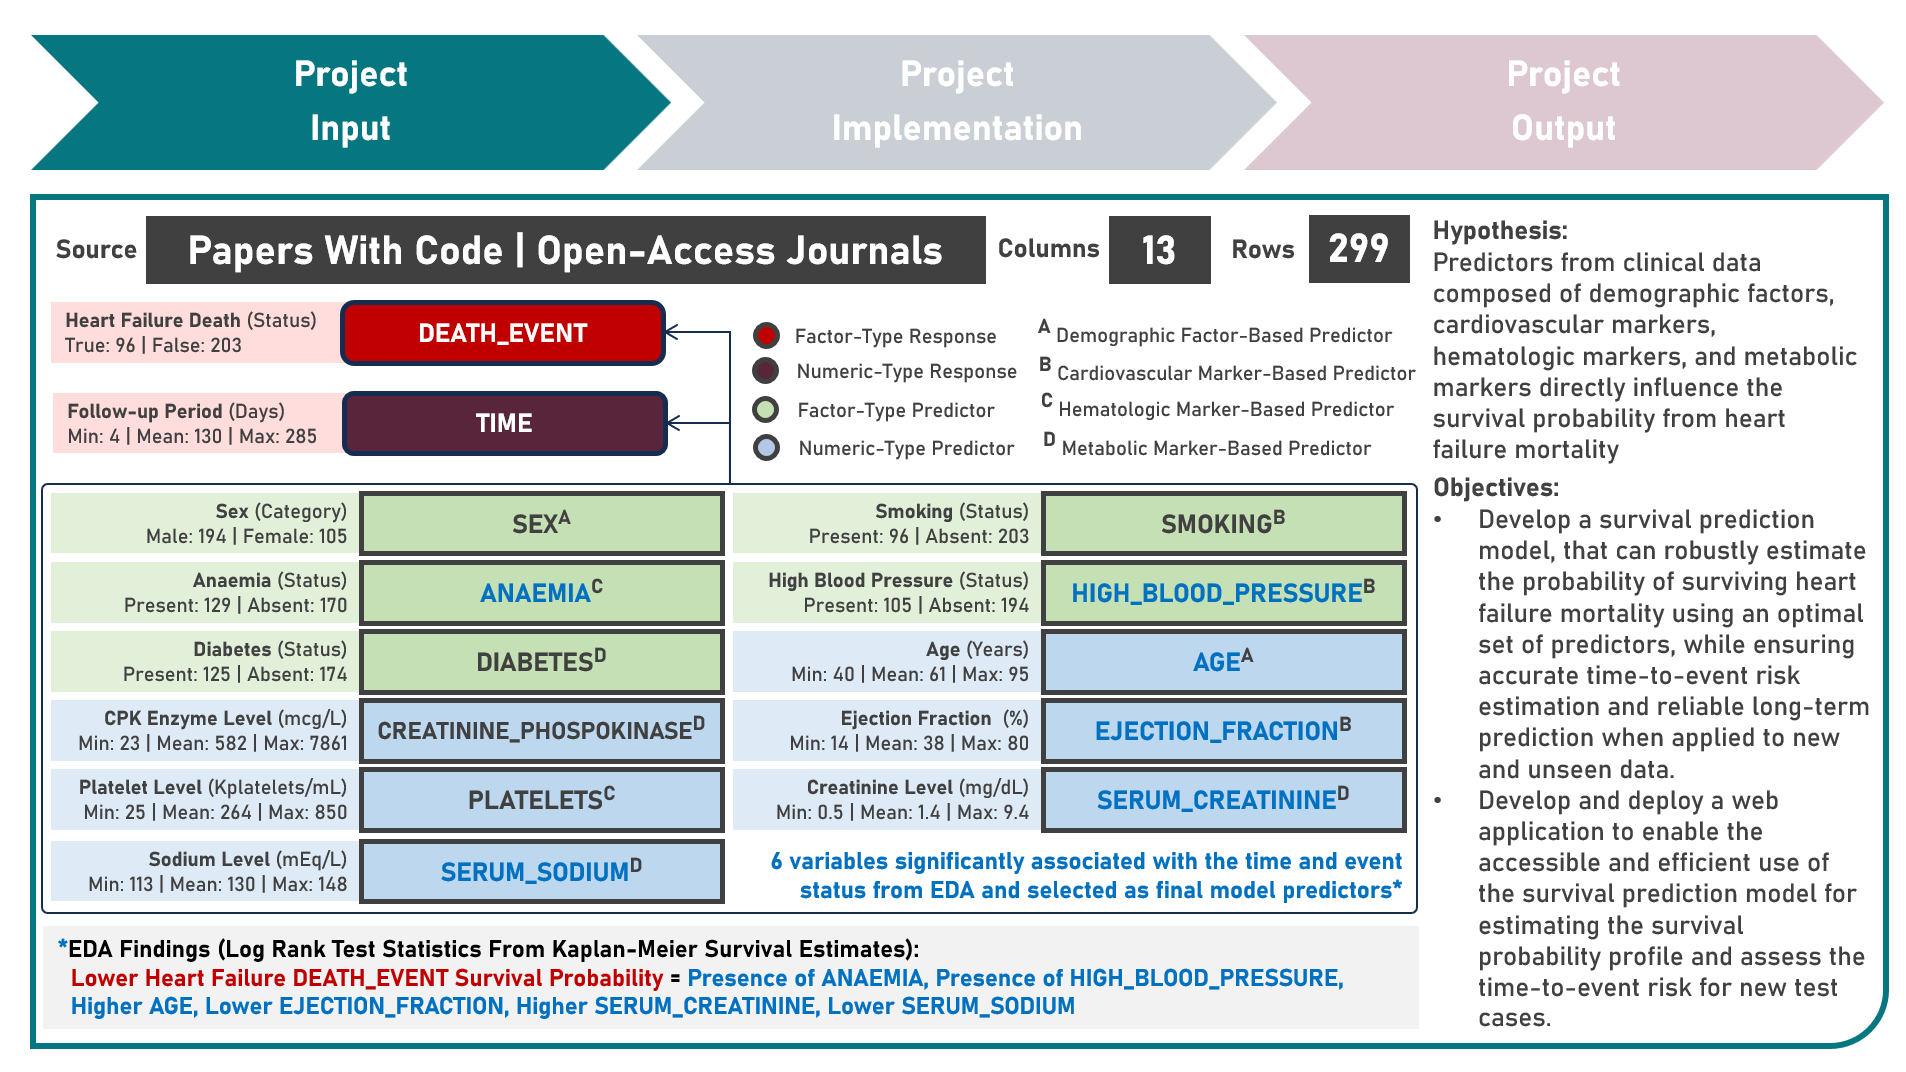 Project
Input
Project
Implementation
Project
Output
Source
Papers With Code | Open-Access Journals
Columns
13
Rows
299
Heart Failure Death (Status)
True: 96 | False: 203
DEATH_EVENT
Follow-up Period (Days)
Min: 4 | Mean: 130 | Max: 285
TIME
Factor-Type Response
Numeric-Type Response
Factor-Type Predictor
Numeric-Type Predictor
A Demographic Factor-Based Predictor
B Cardiovascular Marker-Based Predictor
C Hematologic Marker-Based Predictor
D Metabolic Marker-Based Predictor
Sex (Category)
Male: 194 | Female: 105
SEX^A
Smoking (Status)
Present: 96 | Absent: 203
SMOKING^B
Anaemia (Status)
Present: 129 | Absent: 170
ANAEMIA^C
High Blood Pressure (Status)
Present: 105 | Absent: 194
HIGH_BLOOD_PRESSURE^B
Diabetes (Status)
Present: 125 | Absent: 174
DIABETES^D
Age (Years)
Min: 40 | Mean: 61 | Max: 95
AGE^A
CPK Enzyme Level (mcg/L)
Min: 23 | Mean: 582 | Max: 7861
CREATININE_PHOSPOKINASE^D
Ejection Fraction (%)
Min: 14 | Mean: 38 | Max: 80
EJECTION_FRACTION^B
Platelet Level (Kplatelets/mL)
Min: 25 | Mean: 264 | Max: 850
PLATELETS^C
Creatinine Level (mg/dL)
Min: 0.5 | Mean: 1.4 | Max: 9.4
SERUM_CREATININE^D
Sodium Level (mEq/L)
Min: 113 | Mean: 130 | Max: 148
SERUM_SODIUM^D
6 variables significantly associated with the time and event
status from EDA and selected as final model predictors*
*EDA Findings (Log Rank Test Statistics From Kaplan-Meier Survival Estimates):
Lower Heart Failure DEATH_EVENT Survival Probability = Presence of ANAEMIA, Presence of HIGH_BLOOD_PRESSURE,
Higher AGE, Lower EJECTION_FRACTION, Higher SERUM_CREATININE, Lower SERUM_SODIUM
Hypothesis:
Predictors from clinical data
composed of demographic factors,
cardiovascular markers,
hematologic markers, and metabolic
markers directly influence the
survival probability from heart
failure mortality
Objectives:
• Develop a survival prediction
model, that can robustly estimate
the probability of surviving heart
failure mortality using an optimal
set of predictors, while ensuring
accurate time-to-event risk
estimation and reliable long-term
prediction when applied to new
and unseen data.
• Develop and deploy a web
application to enable the
accessible and efficient use of
the survival prediction model for
estimating the survival
probability profile and assess the
time-to-event risk for new test
cases.